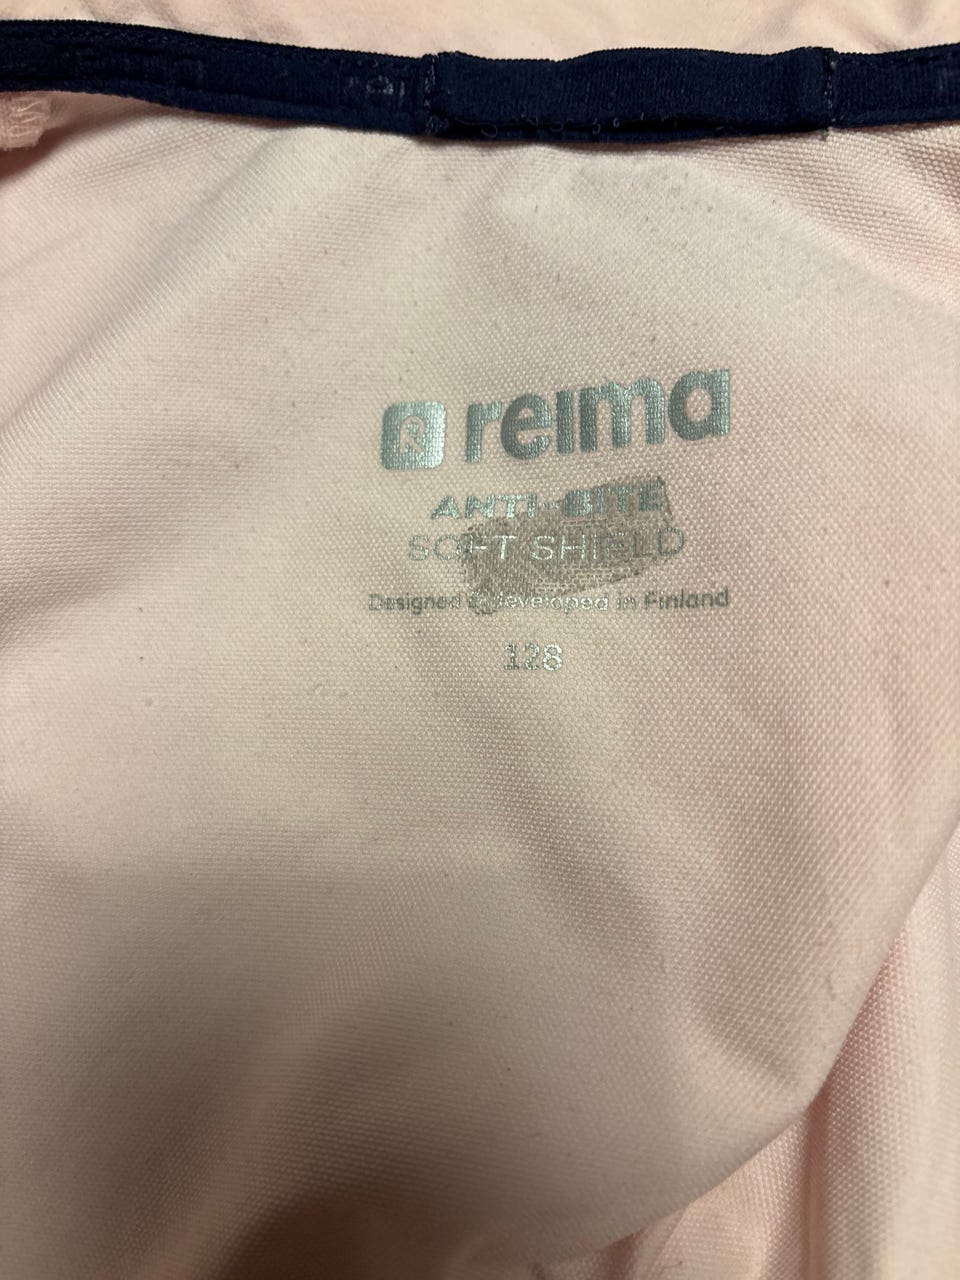 reima
ANTI-BITE
SOFT SHIELD
Designed & developed in Finland
128